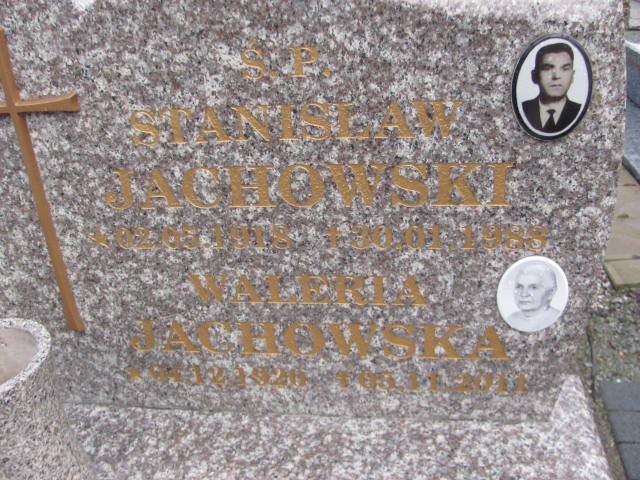 Ś.P.
STANISŁAW
JACHOWSKI
*02.05.1918 †30.01.1988
WALERIA
JACHOWSKA
*04.12.1920 †05.11.2011